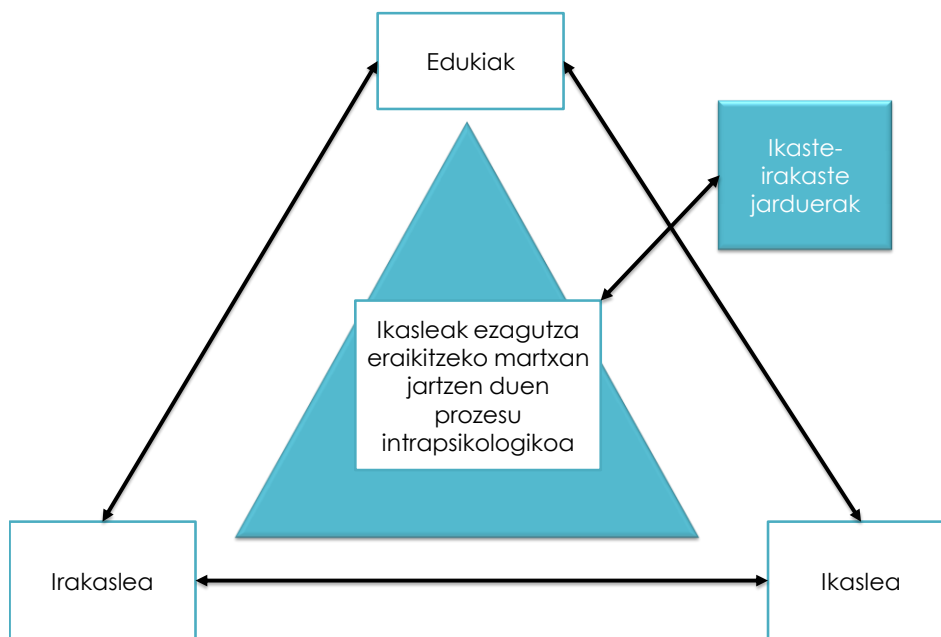 Edukiak
Ikaste-
irakaste
jarduerak
Ikasleak ezagutza
eraikitzeko martxan
jartzen duen
prozesu
intrapsikologikoa
Irakaslea
Ikaslea